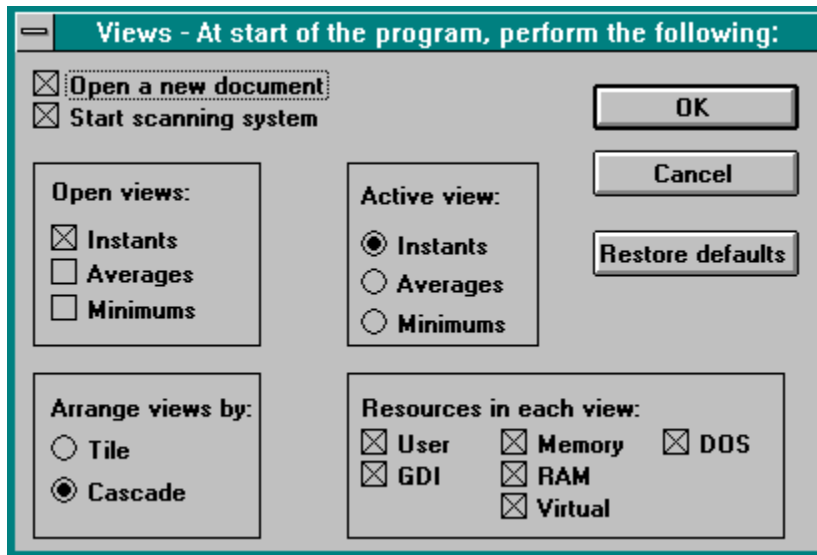 Views - At start of the program, perform the following:
Open a new document
Start scanning system
OK
Cancel
Restore defaults
Open views:
Instants
Averages
Minimums
Active view:
Instants
Averages
Minimums
Arrange views by:
Tile
Cascade
Resources in each view:
User Memory DOS
GDI RAM
Virtual